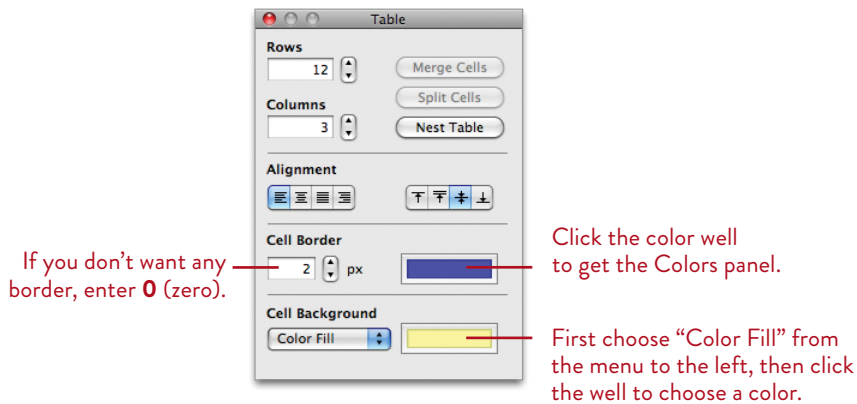 Table
Rows
12
Merge Cells
Split Cells
Columns
3
Nest Table
Alignment
Cell Border
2 px
If you don’t want any
border, enter 0 (zero).
Click the color well
to get the Colors panel.
Cell Background
Color Fill
First choose “Color Fill” from
the menu to the left, then click
the well to choose a color.